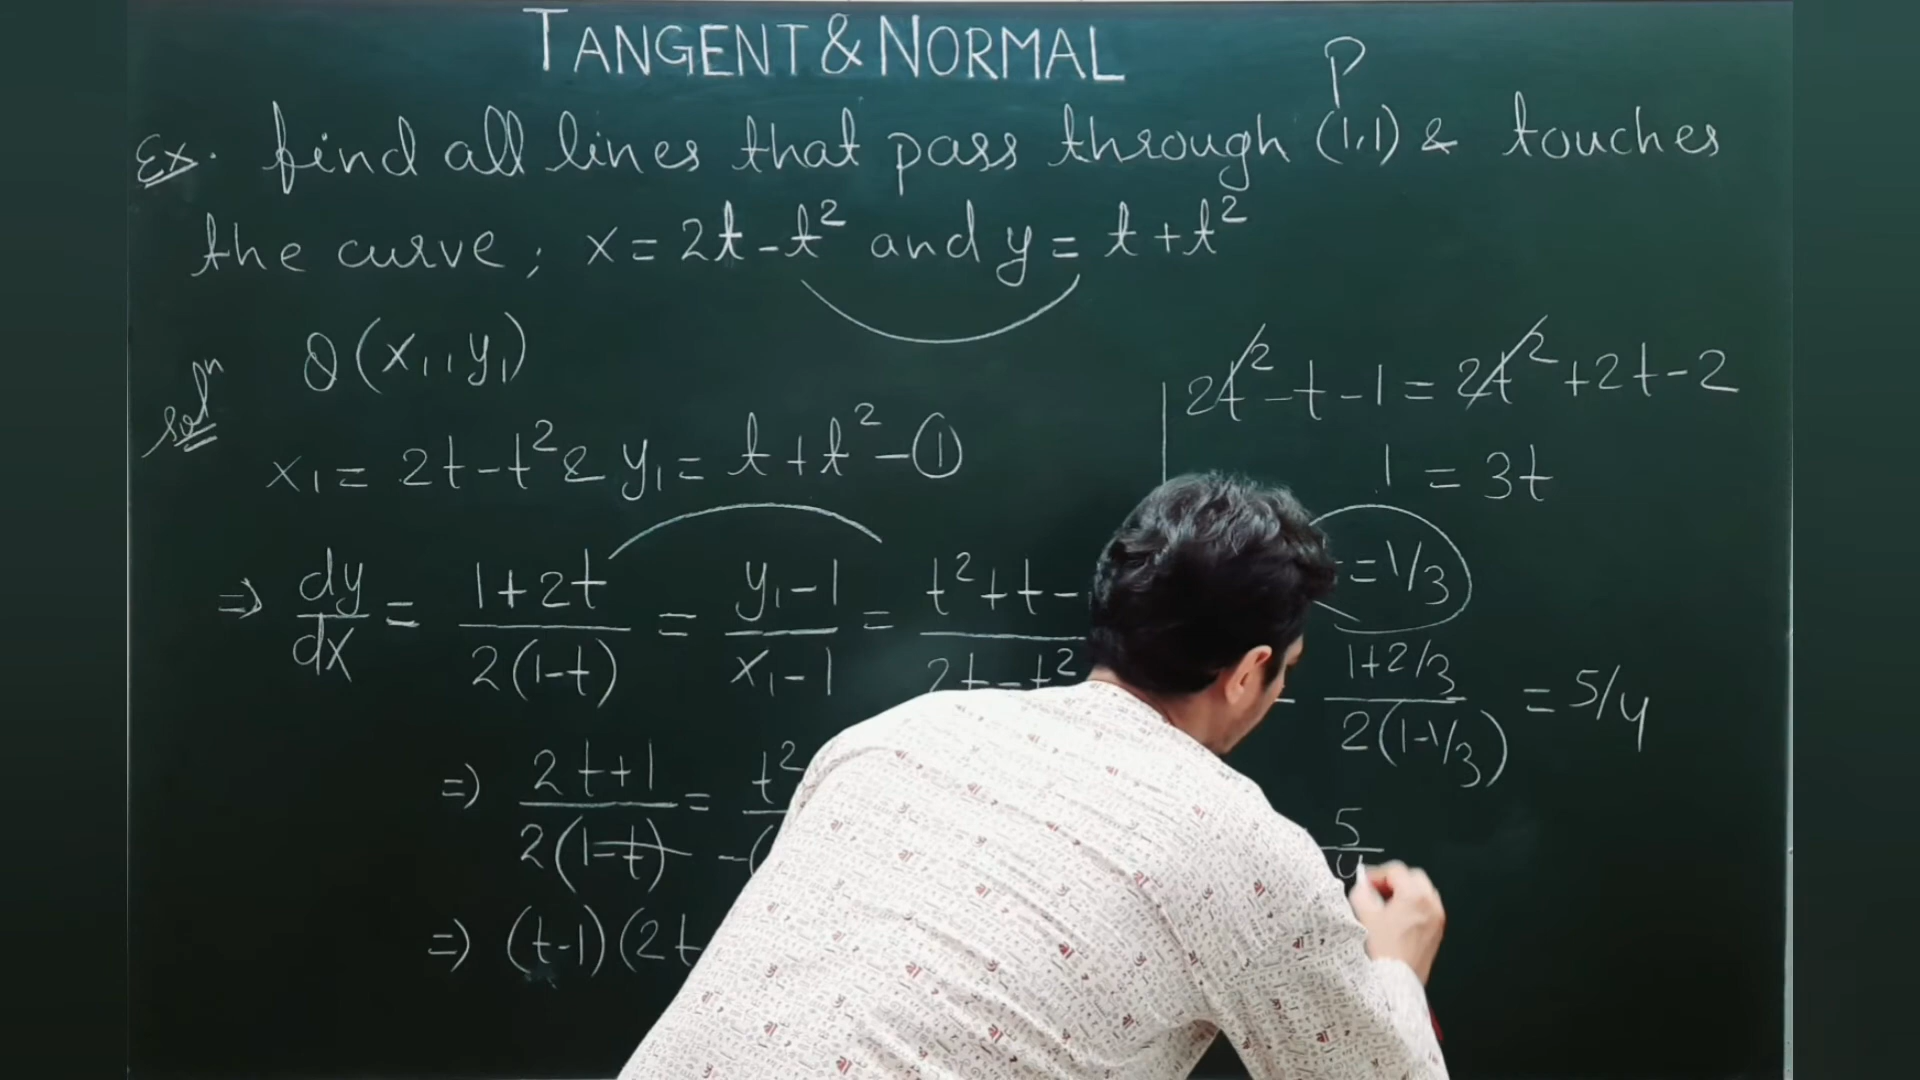 TANGENT & NORMAL
P
Ex. find all lines that pass through (1,1) & touches
the curve; x = 2t - t² and y = t + t²
Solⁿ
Q(x₁, y₁)
x₁ = 2t - t² & y₁ = t + t² - ①
⇒ dy/dx = (1+2t)/(2(1-t)) = (y₁-1)/(x₁-1) = t² + t - / 2t - t²
⇒ (2t+1)/(2(1-t)) = t² / -(
⇒ (t-1)(2t
2t² - t - 1 = 2t² + 2t - 2
1 = 3t
= 1/3
(1+2/3)/(2(1-1/3)) = 5/4
5/4